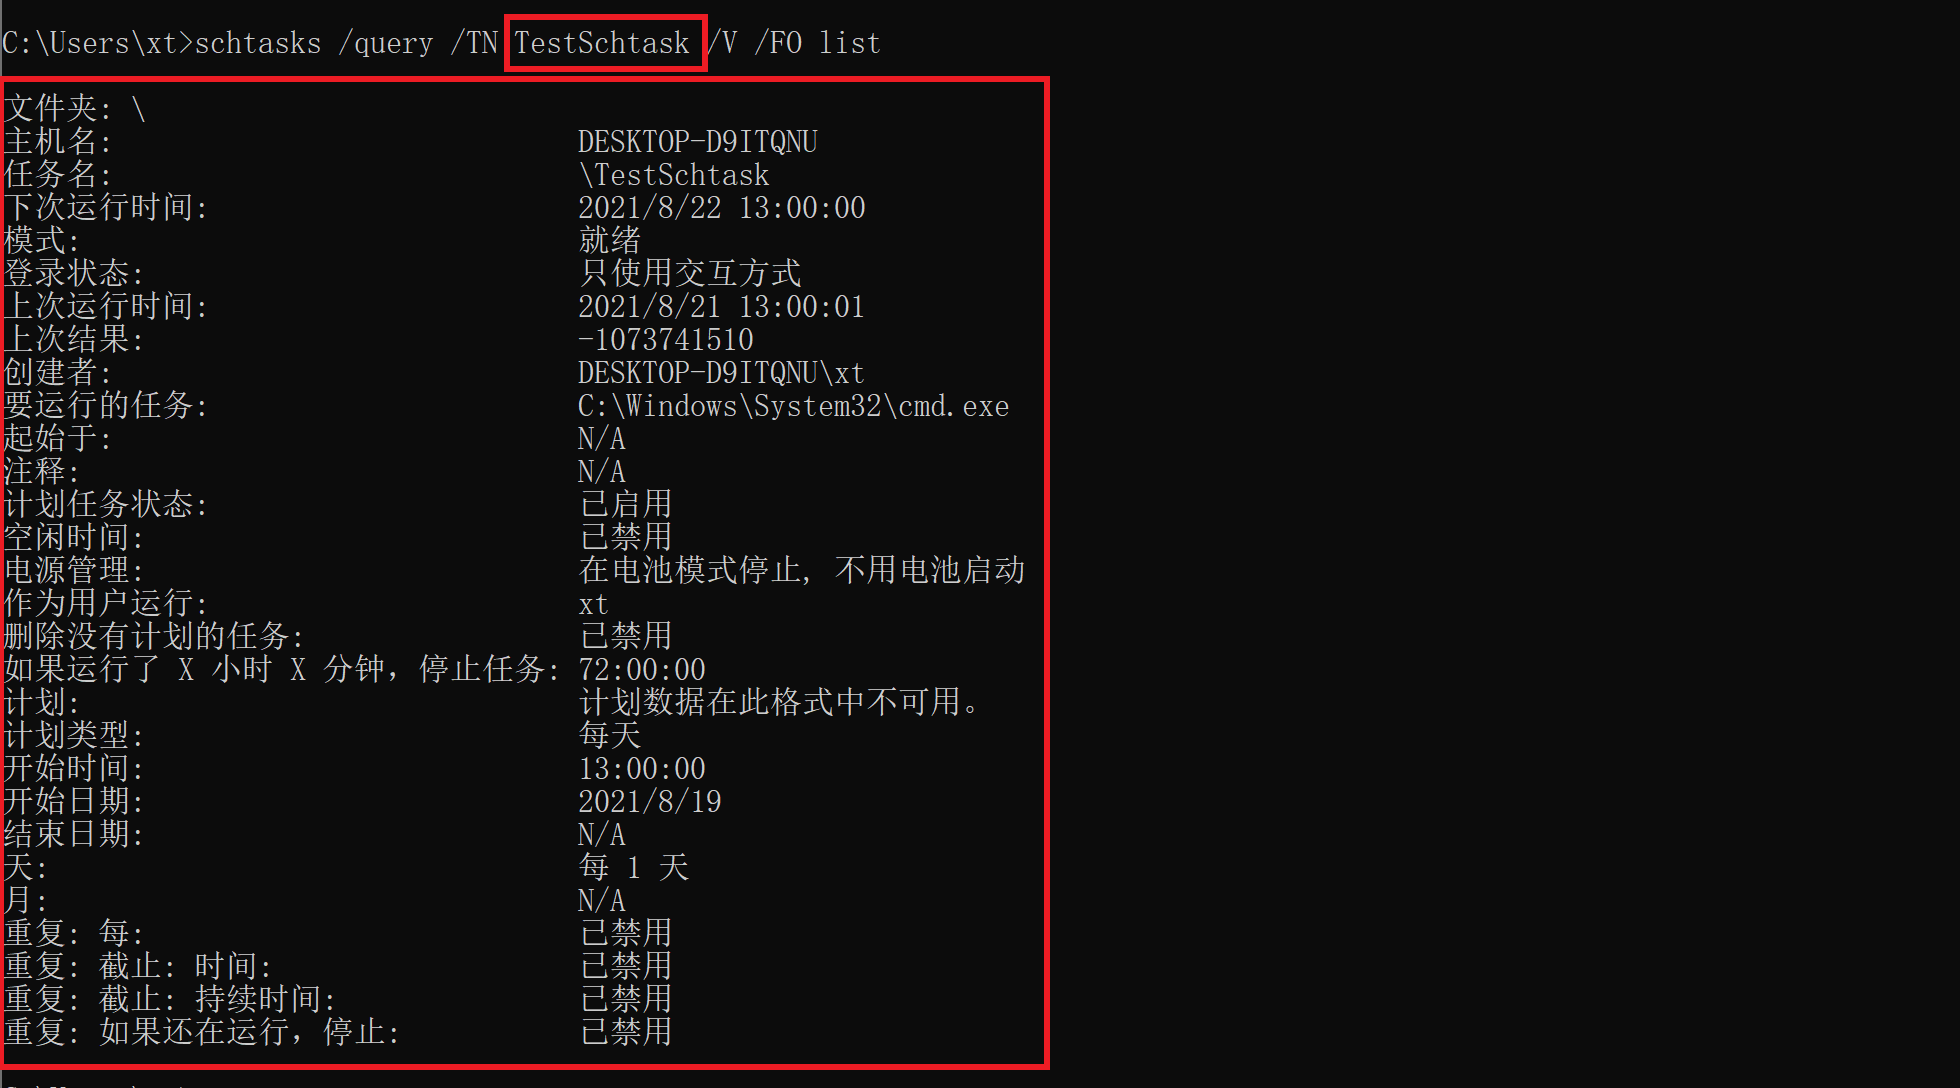 C:\Users\xt>schtasks /query /TN TestSchtask /V /FO list
文件夹: \
主机名: DESKTOP-D9ITQNU
任务名: \TestSchtask
下次运行时间: 2021/8/22 13:00:00
模式: 就绪
登录状态: 只使用交互方式
上次运行时间: 2021/8/21 13:00:01
上次结果: -1073741510
创建者: DESKTOP-D9ITQNU\xt
要运行的任务: C:\Windows\System32\cmd.exe
起始于: N/A
注释: N/A
计划任务状态: 已启用
空闲时间: 已禁用
电源管理: 在电池模式停止, 不用电池启动
作为用户运行: xt
删除没有计划的任务: 已禁用
如果运行了 X 小时 X 分钟，停止任务: 72:00:00
计划: 计划数据在此格式中不可用。
计划类型: 每天
开始时间: 13:00:00
开始日期: 2021/8/19
结束日期: N/A
天: 每 1 天
月: N/A
重复: 每: 已禁用
重复: 截止: 时间: 已禁用
重复: 截止: 持续时间: 已禁用
重复: 如果还在运行，停止: 已禁用